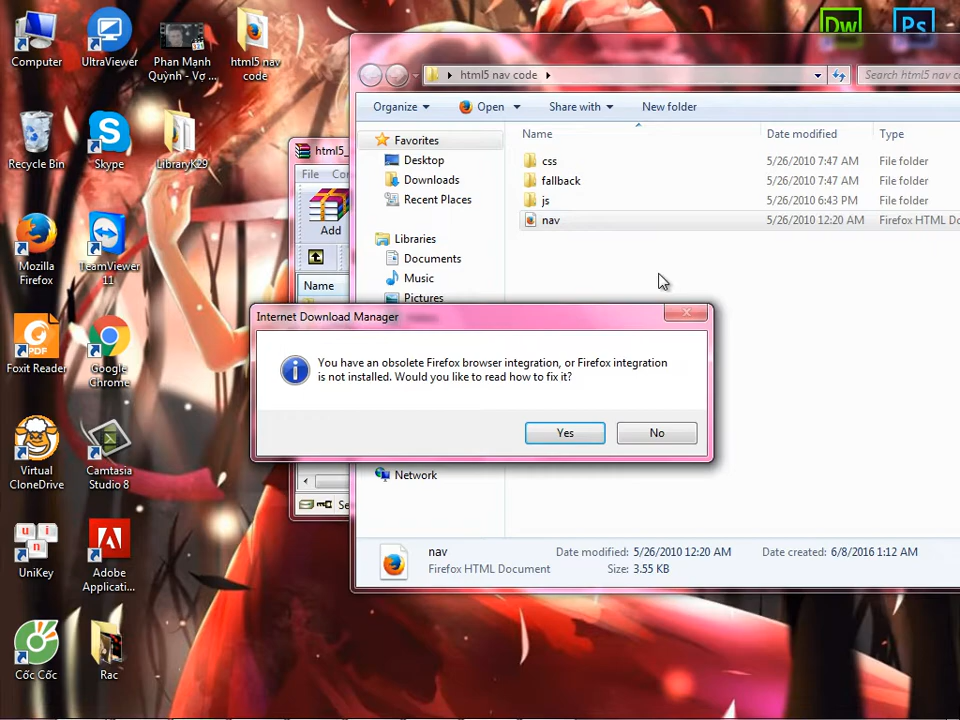 Computer
UltraViewer
Phan Mạnh
Quỳnh - Vợ ...
html5 nav
code
Dw
Ps
Recycle Bin
Skype
LibraryK29
Mozilla
Firefox
TeamViewer
11
PDF
Foxit Reader
Google
Chrome
Virtual
CloneDrive
Camtasia
Studio 8
u i
n
UniKey
Adobe
Applicati...
Cốc Cốc
Rac
html5_
File
Add
Name
html5 nav code
Search html5 nav co
Organize
Open
Share with
New folder
Favorites
Desktop
Downloads
Recent Places
Libraries
Documents
Music
Pictures
Network
Name
Date modified
Type
css
5/26/2010 7:47 AM
File folder
fallback
5/26/2010 7:47 AM
File folder
js
5/26/2010 6:43 PM
File folder
nav
5/26/2010 12:20 AM
Firefox HTML Do
Internet Download Manager
You have an obsolete Firefox browser integration, or Firefox integration
is not installed. Would you like to read how to fix it?
Yes
No
nav
Date modified: 5/26/2010 12:20 AM
Date created: 6/8/2016 1:12 AM
Firefox HTML Document
Size: 3.55 KB